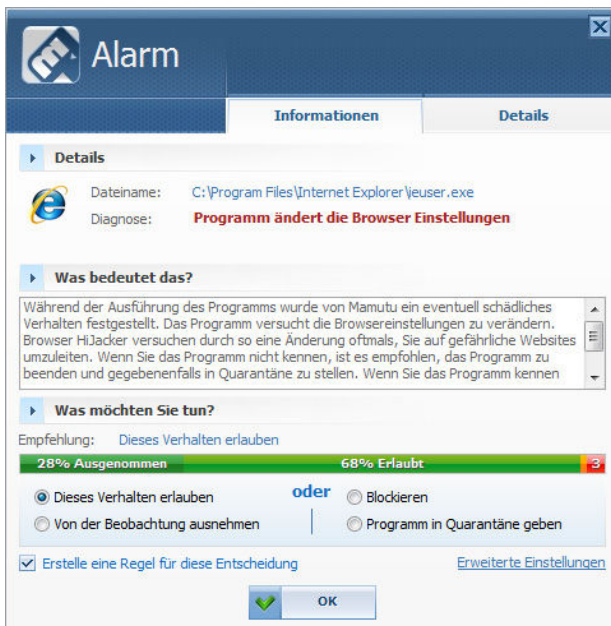 Alarm
Informationen
Details
Details
Dateiname: C:\Program Files\Internet Explorer\ieuser.exe
Diagnose: Programm ändert die Browser Einstellungen
Was bedeutet das?
Während der Ausführung des Programms wurde von Mamutu ein eventuell schädliches
Verhalten festgestellt. Das Programm versucht die Browsereinstellungen zu verändern.
Browser HiJacker versuchen durch so eine Änderung oftmals, Sie auf gefährliche Websites
umzuleiten. Wenn Sie das Programm nicht kennen, ist es empfohlen, das Programm zu
beenden und gegebenenfalls in Quarantäne zu stellen. Wenn Sie das Programm kennen
Was möchten Sie tun?
Empfehlung: Dieses Verhalten erlauben
28% Ausgenommen 68% Erlaubt 3
Dieses Verhalten erlauben oder Blockieren
Von der Beobachtung ausnehmen Programm in Quarantäne geben
Erstelle eine Regel für diese Entscheidung Erweiterte Einstellungen
OK